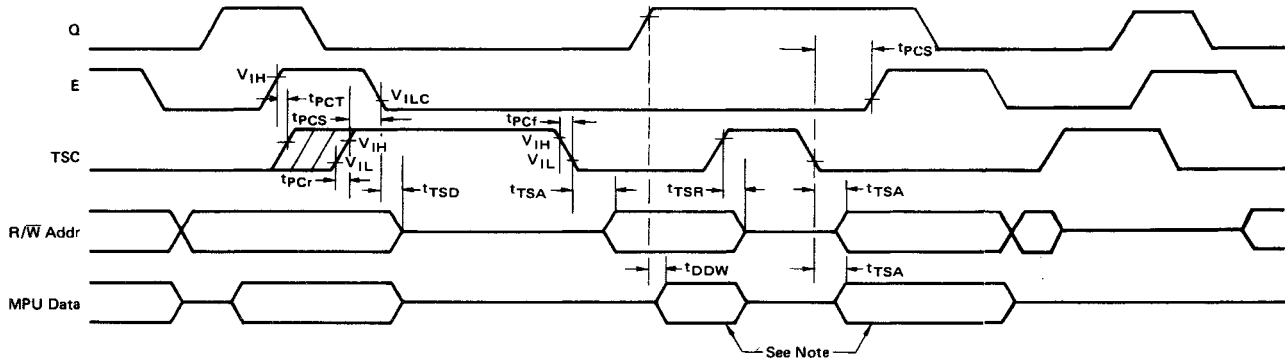 Q
tPCS
E
VIH
tPCT
VILC
tPCS
tPCf
TSC
VIH
VIH
VIL
VIL
tPCr
tTSD
tTSA
tTSR
tTSA
R/W̅ Addr
tDDW
tTSA
MPU Data
See Note